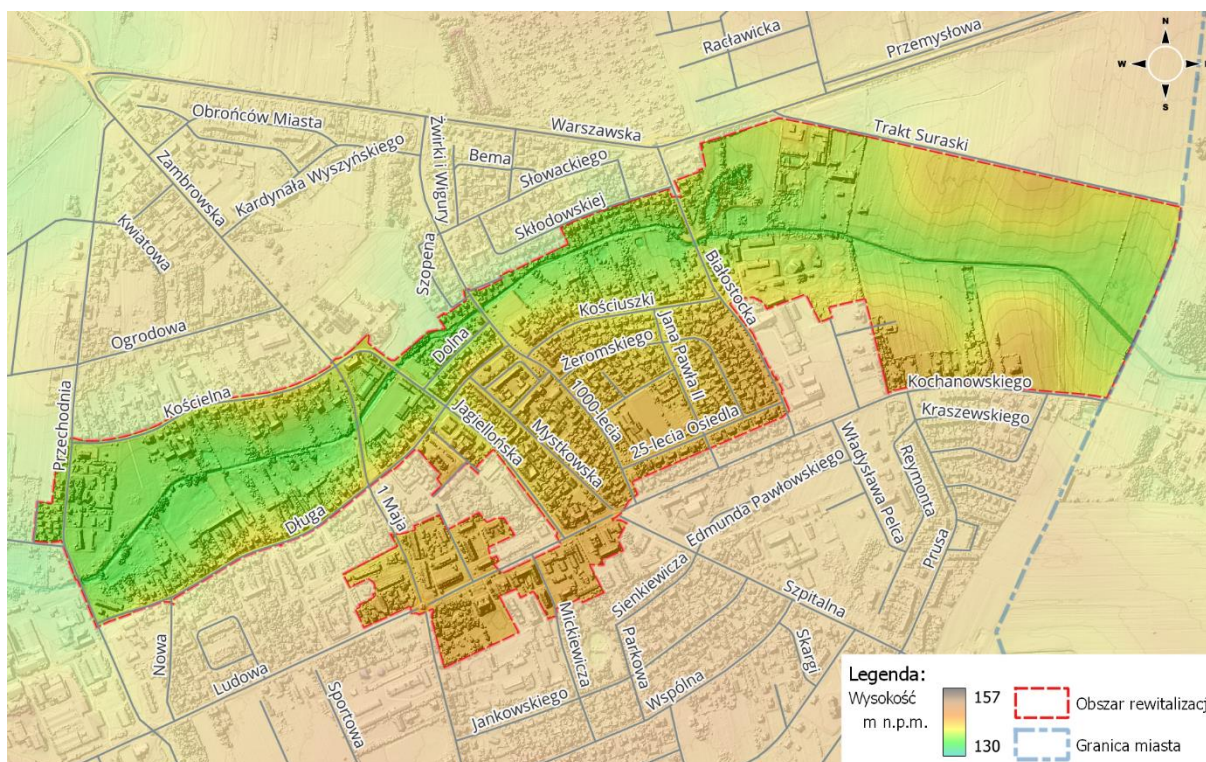 Racławicka
Przemysłowa
N
W
S
Obrońców Miasta
Żwirki i Wigury
Warszawska
Trakt Suraski
Zambrowska
Kardynała Wyszyńskiego
Bema
Słowackiego
Kwiatowa
Szopena
Skłodowskiej
Białostocka
Ogrodowa
Dolna
Kościuszki
Jana Pawła II
Żeromskiego
Przechodnia
Kościelna
Jagiellońska
1000-lecia
Mystkowska
25-lecia Osiedla
Kochanowskiego
Kraszewskiego
Długa
1 Maja
Edmunda Pawłowskiego
Władysława Pelca
Reymonta
Prusa
Nowa
Ludowa
Sportowa
Mickiewicza
Sienkiewicza
Parkowa
Szpitalna
Skargi
Jankowskiego
Wspólna
Legenda:
Wysokość
m n.p.m.
157
130
Obszar rewitalizacj
Granica miasta